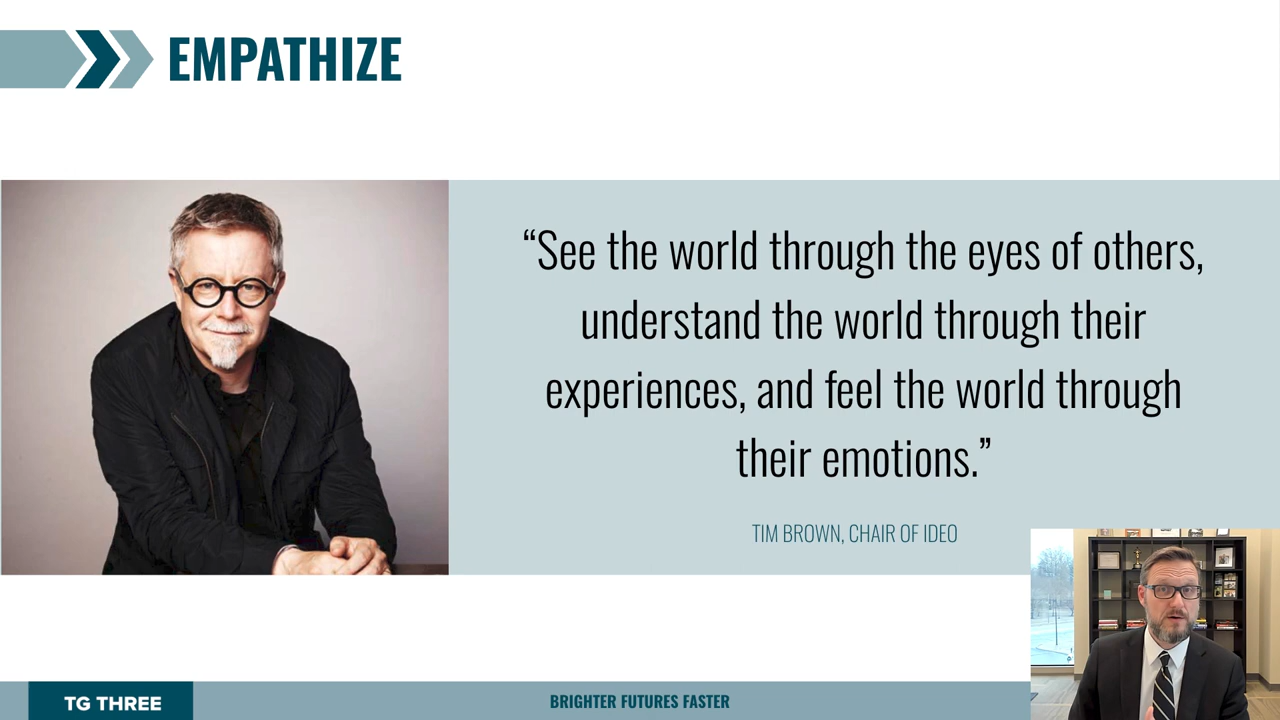 EMPATHIZE
“See the world through the eyes of others,
understand the world through their
experiences, and feel the world through
their emotions.”
TIM BROWN, CHAIR OF IDEO
TG THREE
BRIGHTER FUTURES FASTER